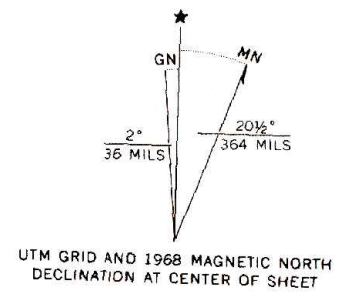 ★
GN
MN
2°
36 MILS
20½°
364 MILS
UTM GRID AND 1968 MAGNETIC NORTH
DECLINATION AT CENTER OF SHEET